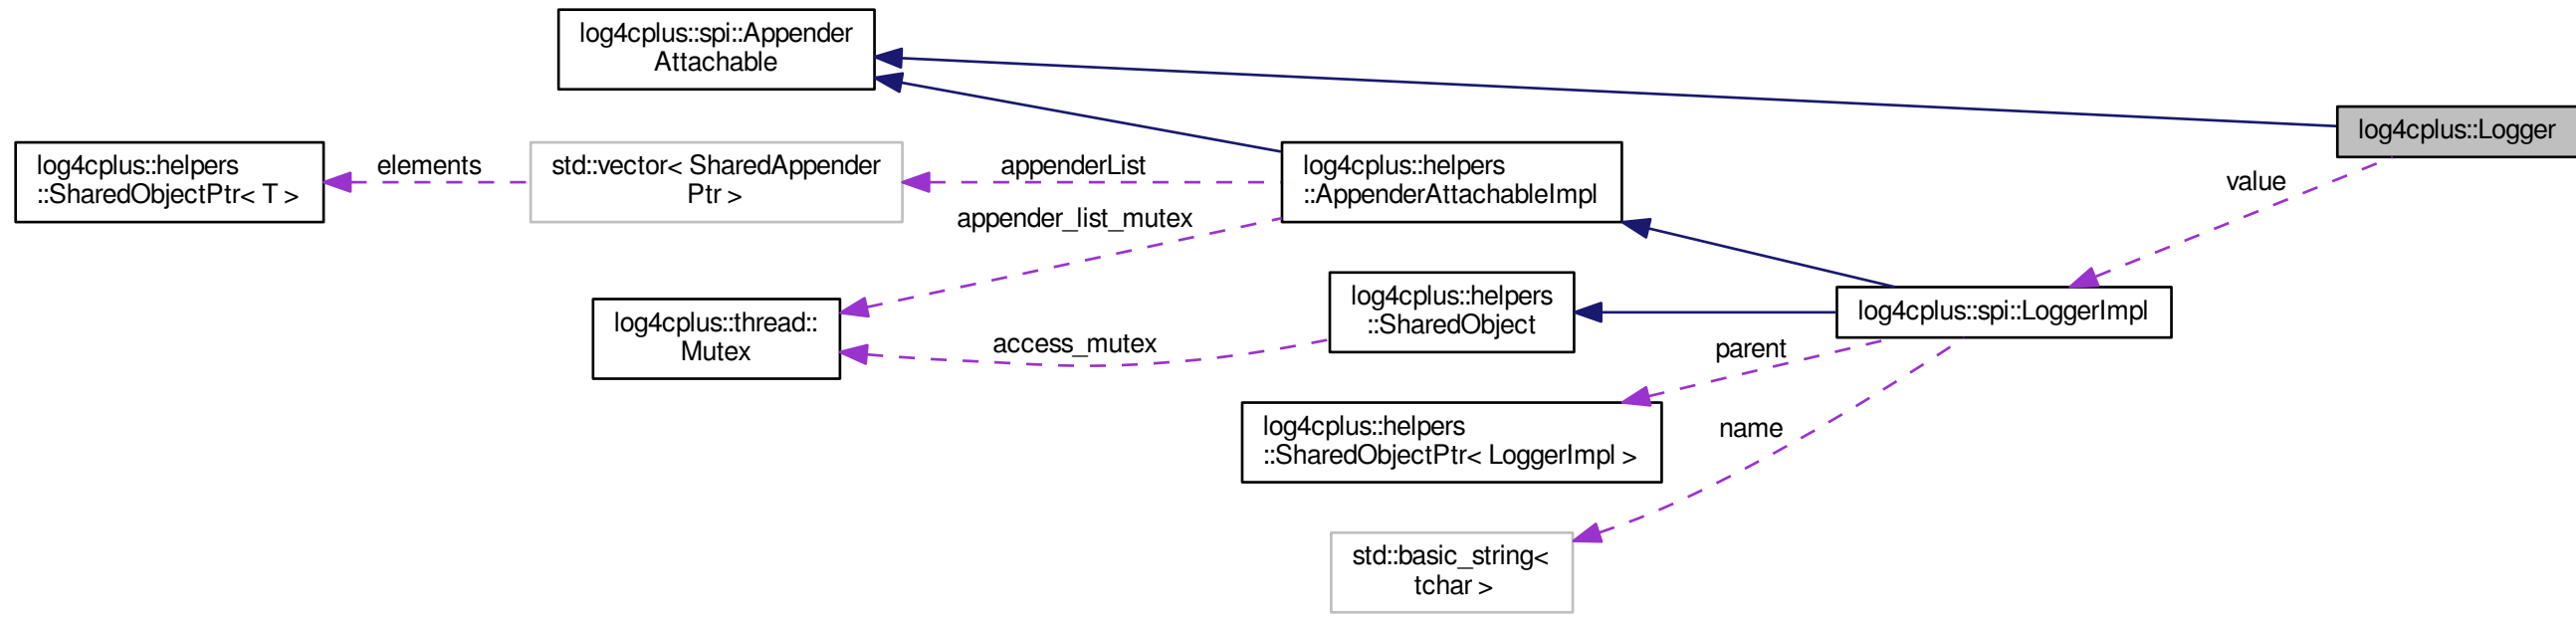 log4cplus::spi::Appender
Attachable
log4cplus::Logger
log4cplus::helpers
::SharedObjectPtr< T >
elements
std::vector< SharedAppender
Ptr >
appenderList
log4cplus::helpers
::AppenderAttachableImpl
value
appender_list_mutex
log4cplus::thread::
Mutex
access_mutex
log4cplus::helpers
::SharedObject
log4cplus::spi::LoggerImpl
parent
log4cplus::helpers
::SharedObjectPtr< LoggerImpl >
name
std::basic_string<
tchar >